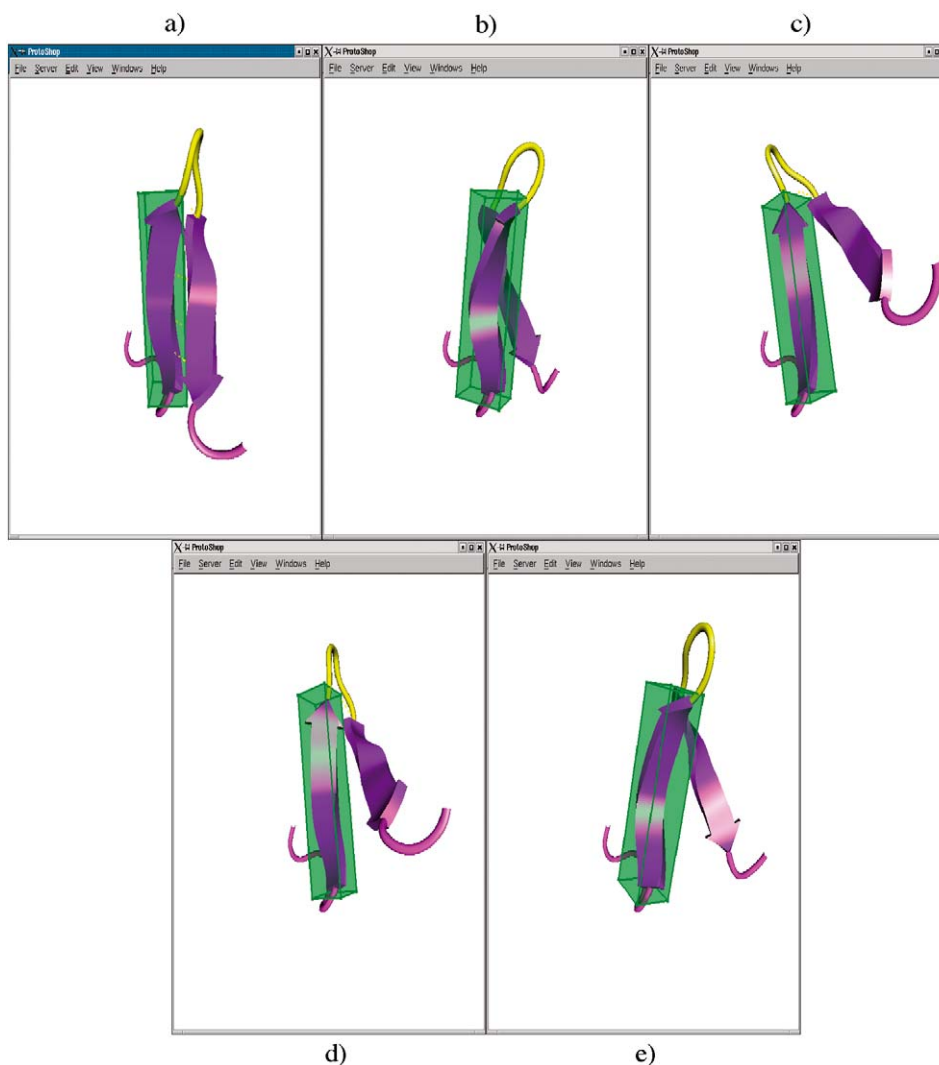 a)
b)
c)
ProtoShop
ProtoShop
ProtoShop
File Server Edit View Windows Help
File Server Edit View Windows Help
File Server Edit View Windows Help
ProtoShop
ProtoShop
File Server Edit View Windows Help
File Server Edit View Windows Help
d)
e)